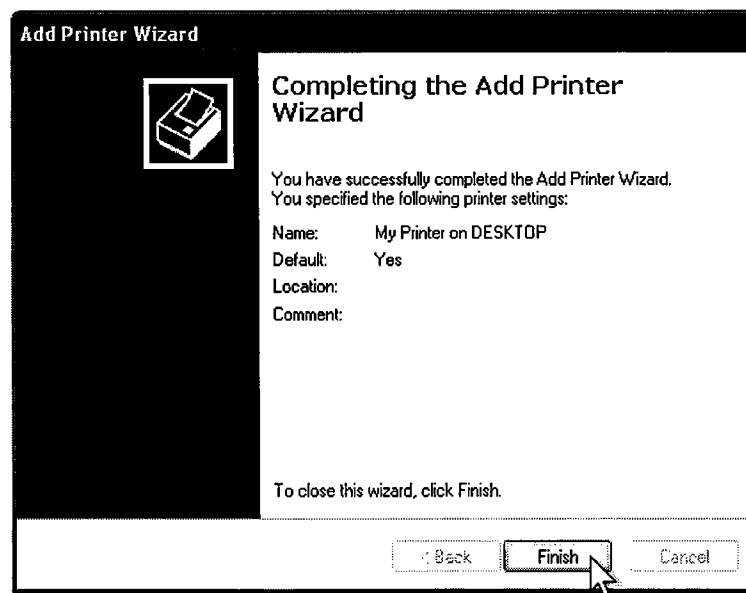 Add Printer Wizard
Completing the Add Printer
Wizard
You have successfully completed the Add Printer Wizard.
You specified the following printer settings:
Name: My Printer on DESKTOP
Default: Yes
Location:
Comment:
To close this wizard, click Finish.
< Back Finish Cancel